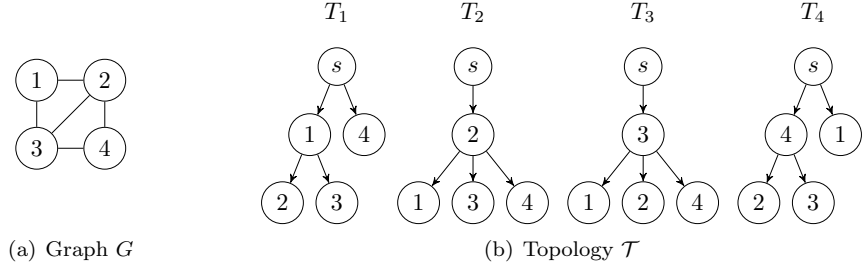 T₁ T₂ T₃ T₄
s s s s
1 2
1 4 2 3 4 1
3 4
2 3 1 3 4 1 2 4 2 3
(a) Graph G (b) Topology 𝒯